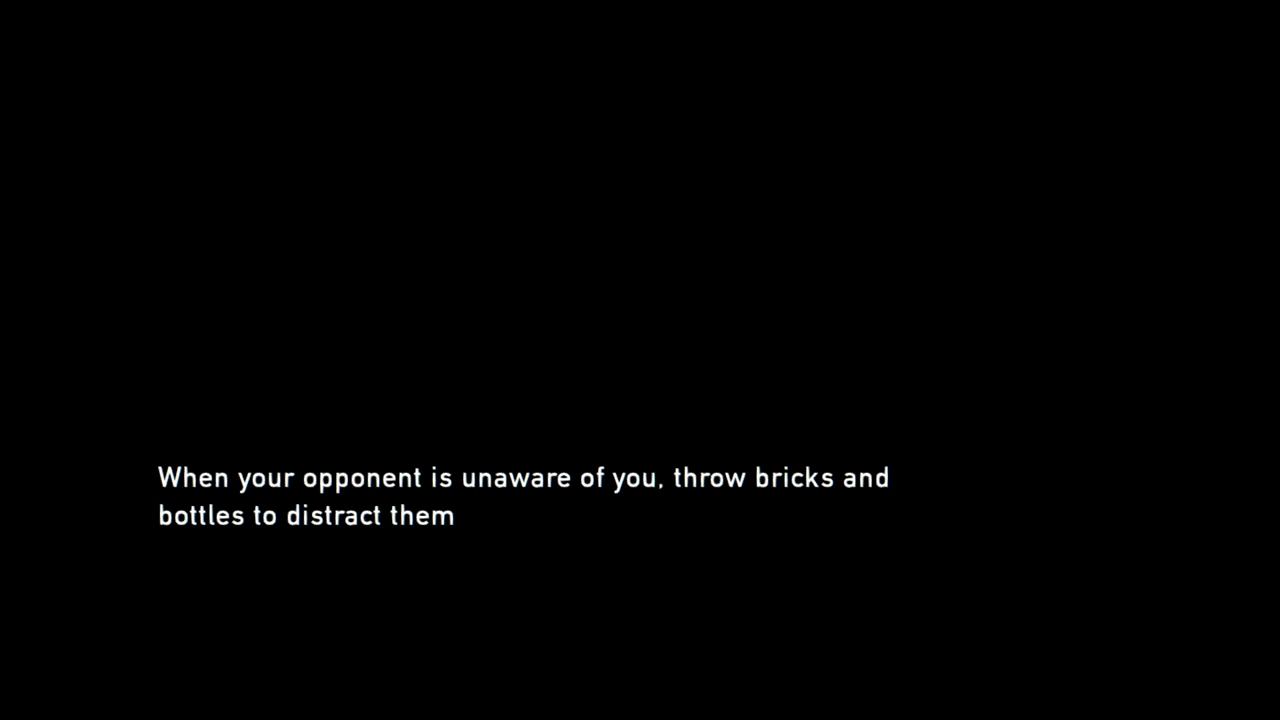 When your opponent is unaware of you, throw bricks and
bottles to distract them